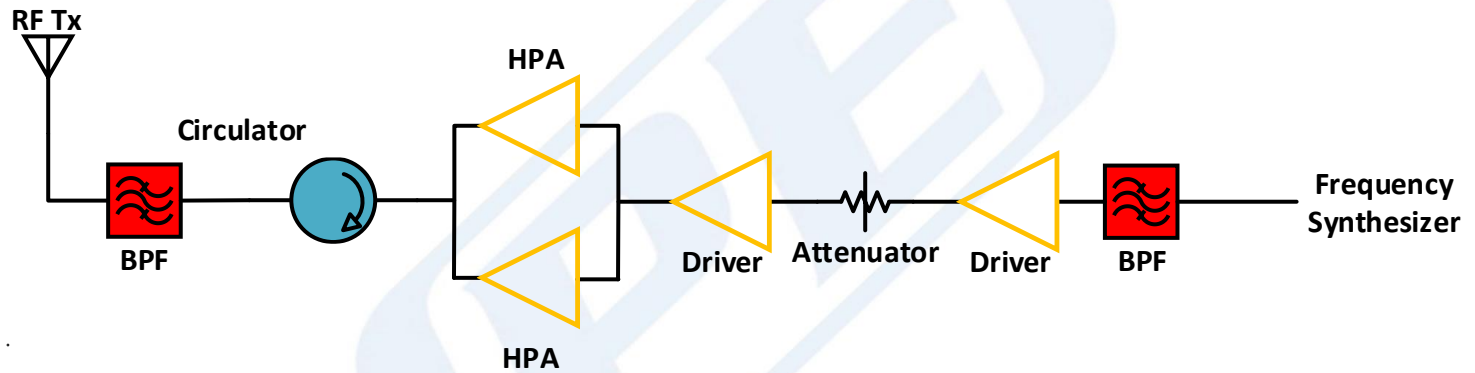 RF Tx
HPA
Circulator
BPF
Driver
Attenuator
Driver
BPF
Frequency
Synthesizer
HPA